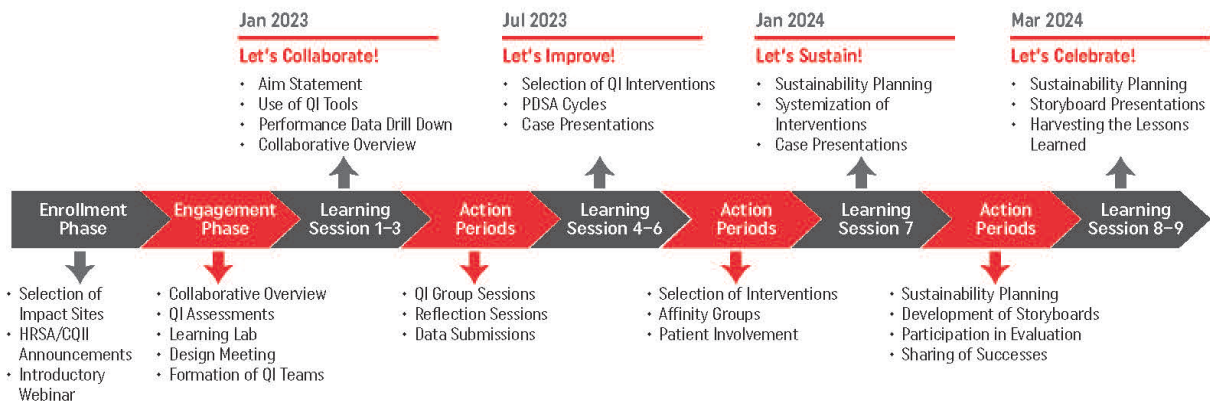 Jan 2023
Let's Collaborate!
• Aim Statement
• Use of QI Tools
• Performance Data Drill Down
• Collaborative Overview
Jul 2023
Let's Improve!
• Selection of QI Interventions
• PDSA Cycles
• Case Presentations
Jan 2024
Let's Sustain!
• Sustainability Planning
• Systemization of
Interventions
• Case Presentations
Mar 2024
Let's Celebrate!
• Sustainability Planning
• Storyboard Presentations
• Harvesting the Lessons
Learned
Enrollment
Phase
Engagement
Phase
Learning
Session 1–3
Action
Periods
Learning
Session 4–6
Action
Periods
Learning
Session 7
Action
Periods
Learning
Session 8–9
• Selection of
Impact Sites
• HRSA/CQII
Announcements
• Introductory
Webinar
• Collaborative Overview
• QI Assessments
• Learning Lab
• Design Meeting
• Formation of QI Teams
• QI Group Sessions
• Reflection Sessions
• Data Submissions
• Selection of Interventions
• Affinity Groups
• Patient Involvement
• Sustainability Planning
• Development of Storyboards
• Participation in Evaluation
• Sharing of Successes